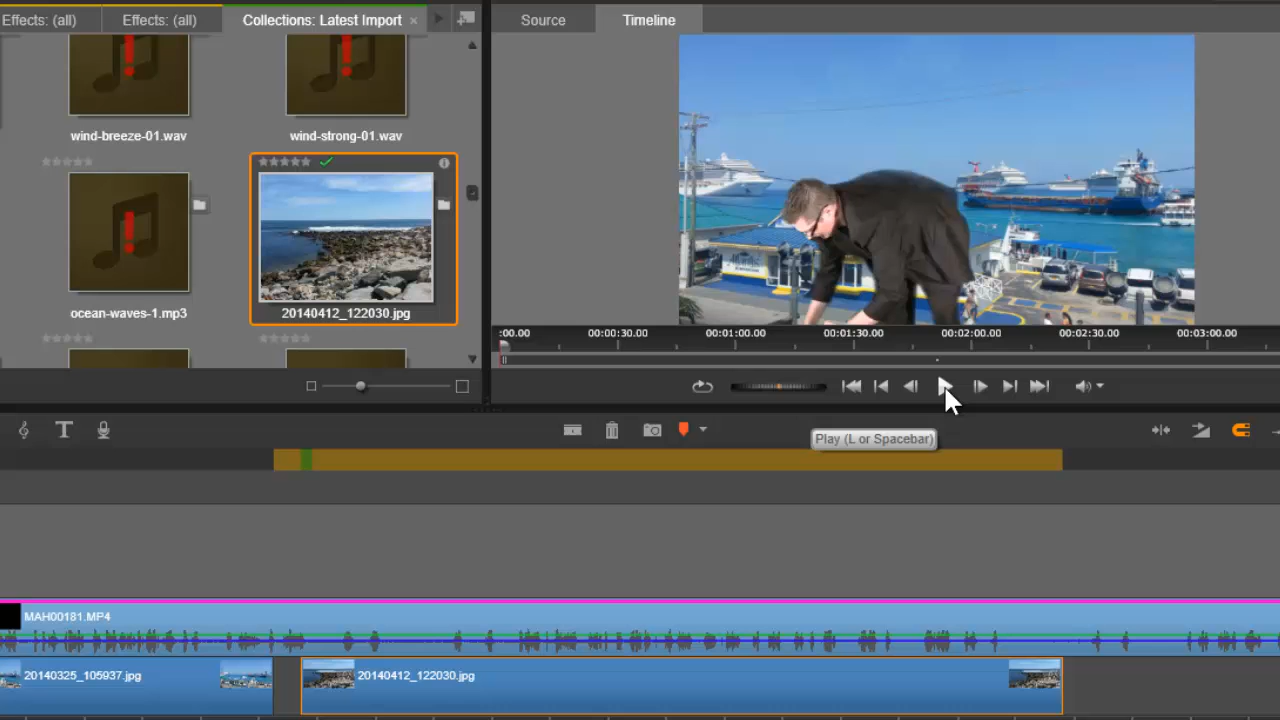 Effects: (all)
Effects: (all)
Collections: Latest Import
Source
Timeline
wind-breeze-01.wav
wind-strong-01.wav
ocean-waves-1.mp3
20140412_122030.jpg
:00.00
00:00:30.00
00:01:00.00
00:01:30.00
00:02:00.00
00:02:30.00
00:03:00.00
T
Play (L or Spacebar)
MAH00181.MP4
20140325_105937.jpg
20140412_122030.jpg